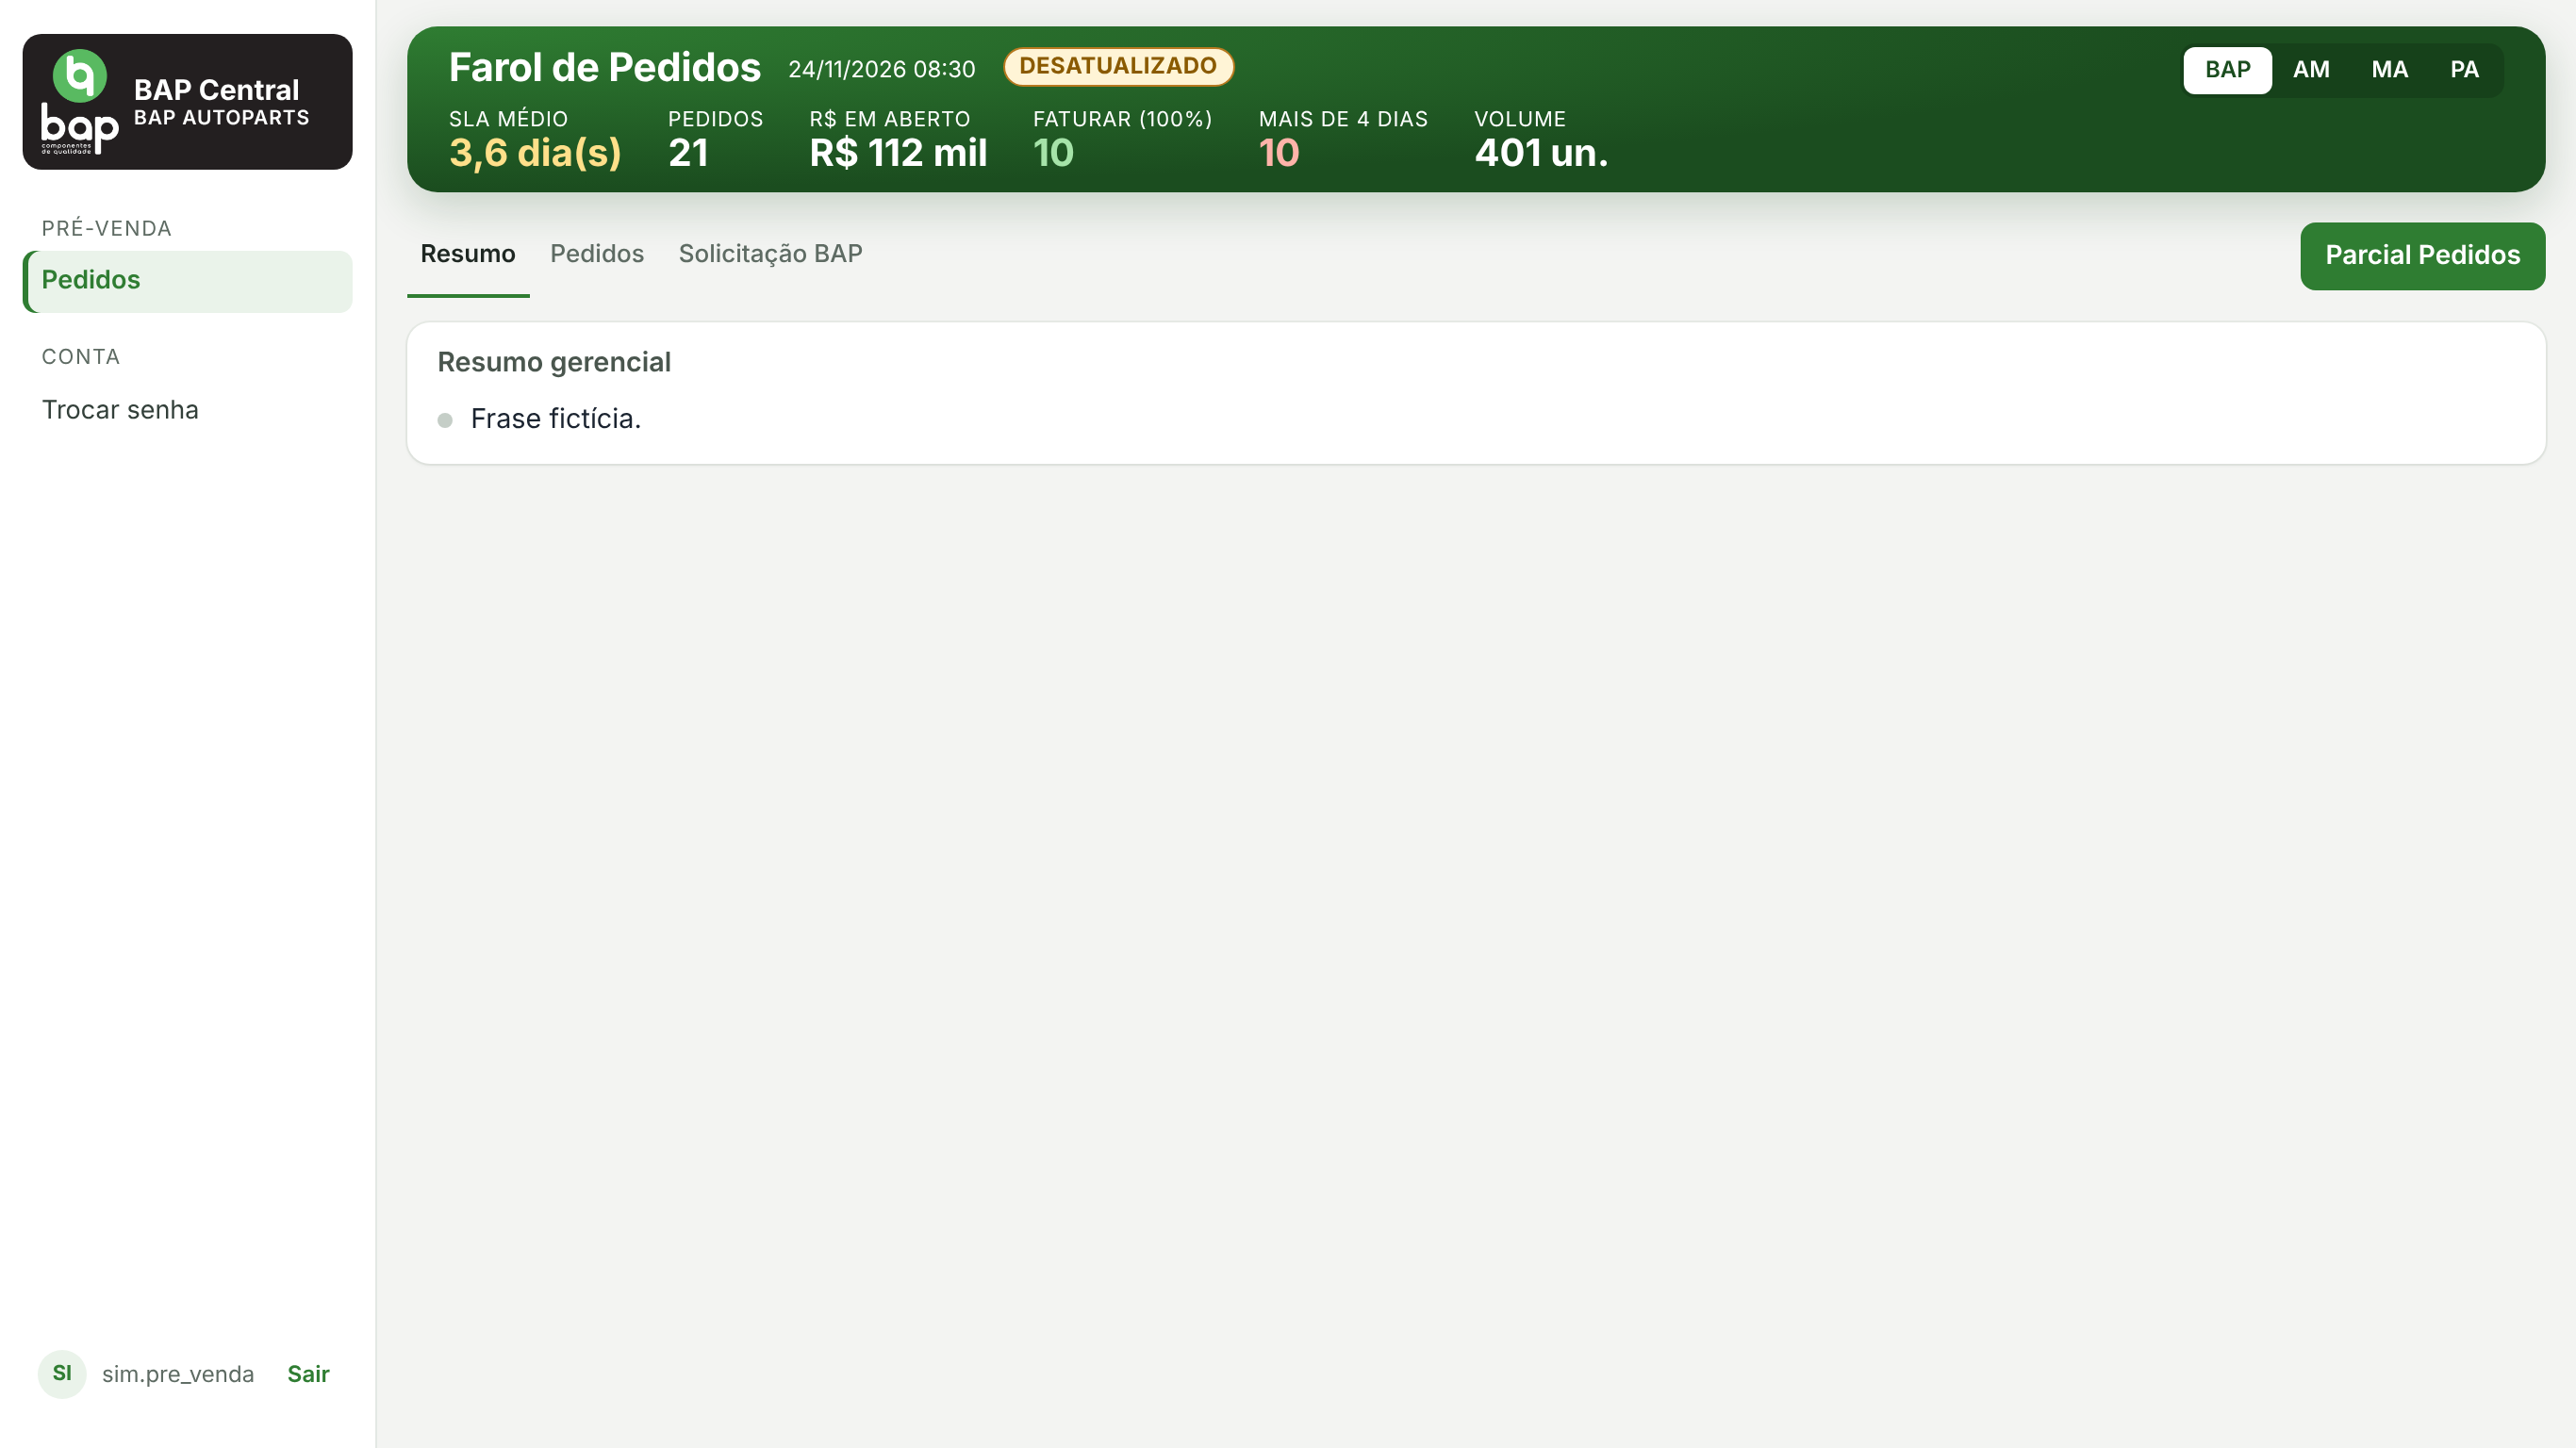 bap
componentes
de qualidade
BAP Central
BAP AUTOPARTS
PRÉ-VENDA
Pedidos
CONTA
Trocar senha
SI
sim.pre_venda
Sair
Farol de Pedidos
24/11/2026 08:30
DESATUALIZADO
BAP
AM
MA
PA
SLA MÉDIO
3,6 dia(s)
PEDIDOS
21
R$ EM ABERTO
R$ 112 mil
FATURAR (100%)
10
MAIS DE 4 DIAS
10
VOLUME
401 un.
Resumo
Pedidos
Solicitação BAP
Parcial Pedidos
Resumo gerencial
Frase fictícia.